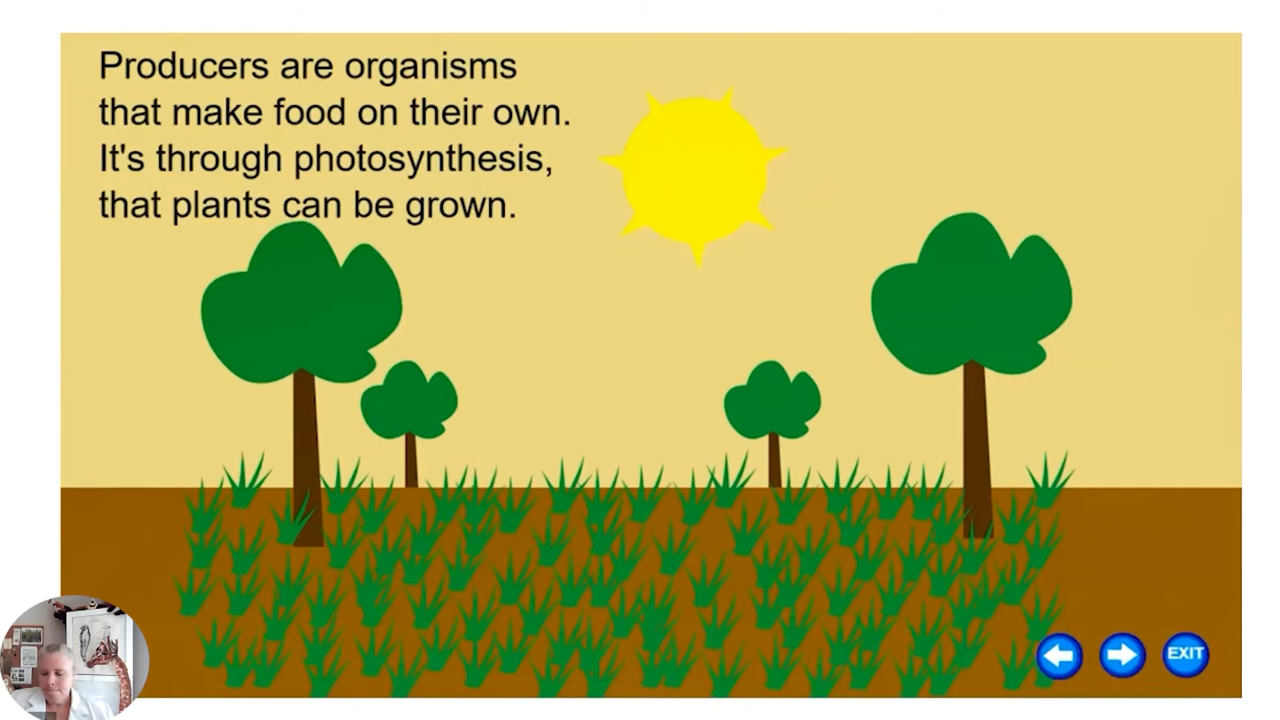 Producers are organisms
that make food on their own.
It's through photosynthesis,
that plants can be grown.
EXIT